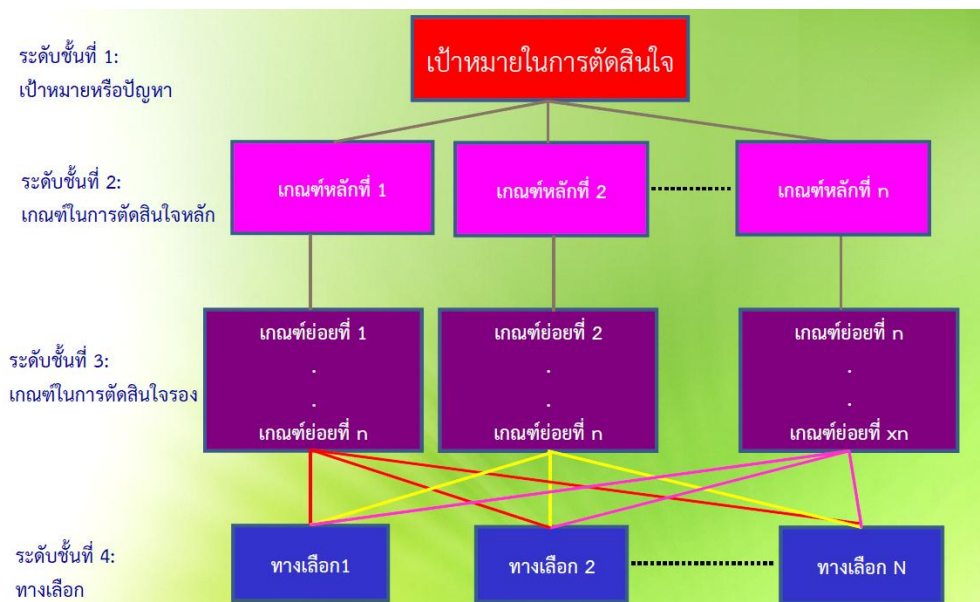 ระดับชั้นที่ 1:
เป้าหมายหรือปัญหา
เป้าหมายในการตัดสินใจ
ระดับชั้นที่ 2:
เกณฑ์ในการตัดสินใจหลัก
เกณฑ์หลักที่ 1
เกณฑ์หลักที่ 2
เกณฑ์หลักที่ n
ระดับชั้นที่ 3:
เกณฑ์ในการตัดสินใจรอง
เกณฑ์ย่อยที่ 1
.
.
เกณฑ์ย่อยที่ n
เกณฑ์ย่อยที่ 2
.
.
เกณฑ์ย่อยที่ n
เกณฑ์ย่อยที่ n
.
.
เกณฑ์ย่อยที่ xn
ระดับชั้นที่ 4:
ทางเลือก
ทางเลือก1
ทางเลือก 2
ทางเลือก N